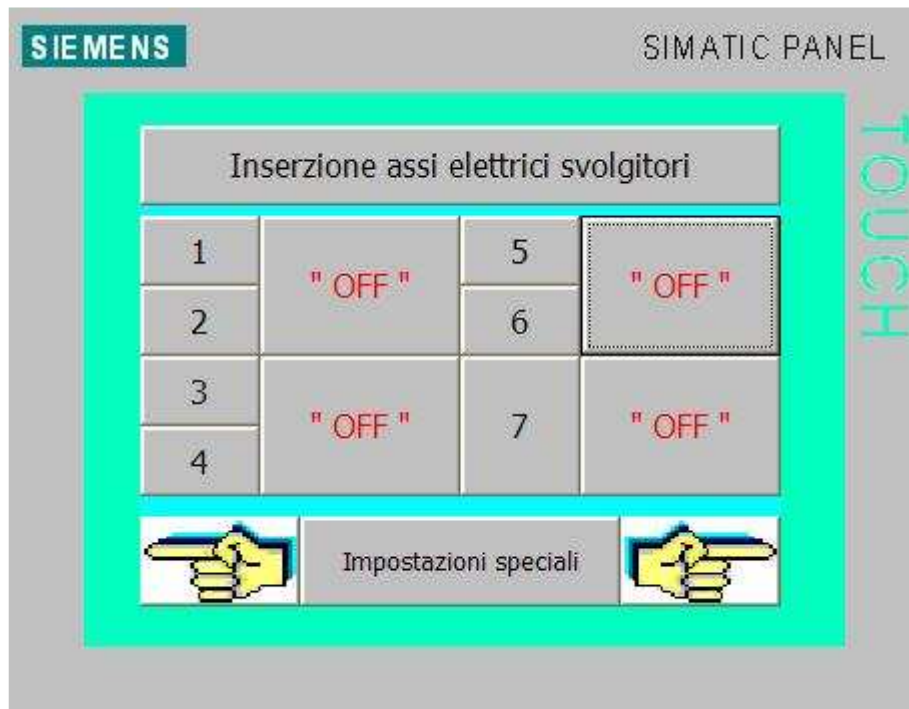 SIEMENS
SIMATIC PANEL
TOUCH
Inserzione assi elettrici svolgitori
1
2
" OFF "
5
6
" OFF "
3
4
" OFF "
7
" OFF "
Impostazioni speciali